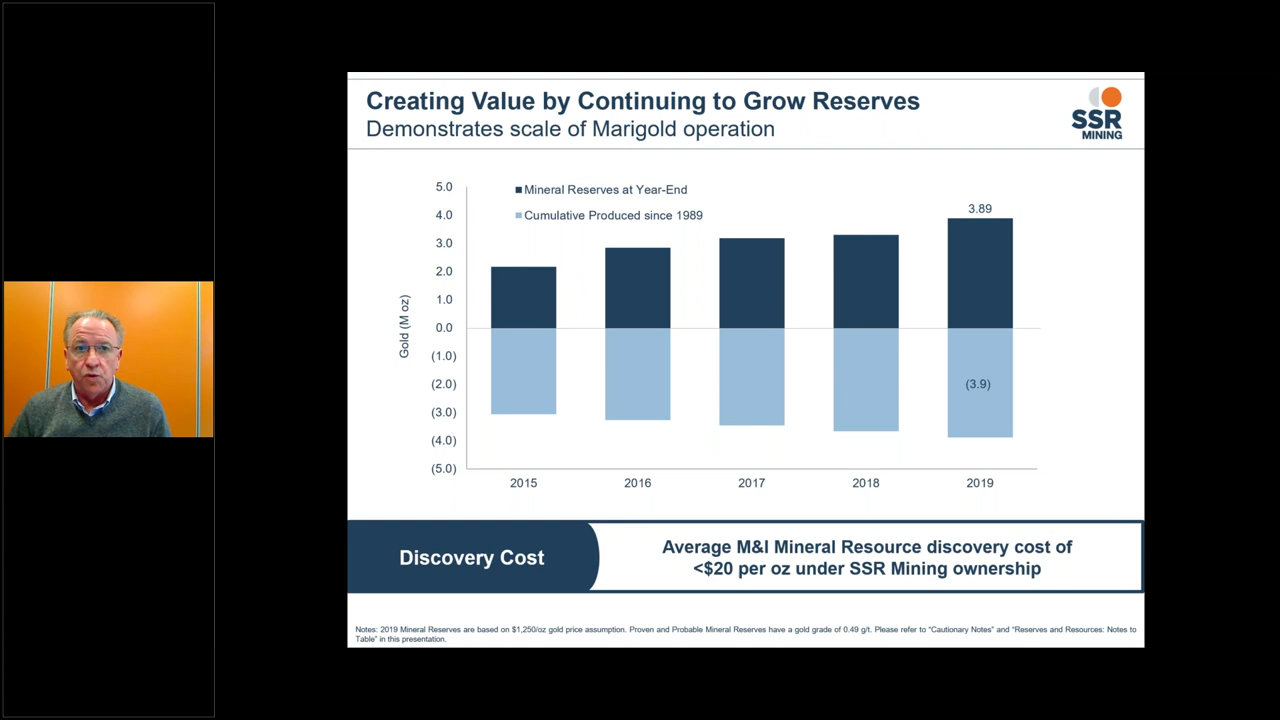 Creating Value by Continuing to Grow Reserves
Demonstrates scale of Marigold operation
SSR
MINING
Mineral Reserves at Year-End
Cumulative Produced since 1989
Gold (M oz)
5.0
4.0
3.0
2.0
1.0
0.0
(1.0)
(2.0)
(3.0)
(4.0)
(5.0)
3.89
(3.9)
2015 2016 2017 2018 2019
Discovery Cost
Average M&I Mineral Resource discovery cost of
<$20 per oz under SSR Mining ownership
Notes: 2019 Mineral Reserves are based on $1,250/oz gold price assumption. Proven and Probable Mineral Reserves have a gold grade of 0.49 g/t. Please refer to “Cautionary Notes” and “Reserves and Resources: Notes to
Table” in this presentation.